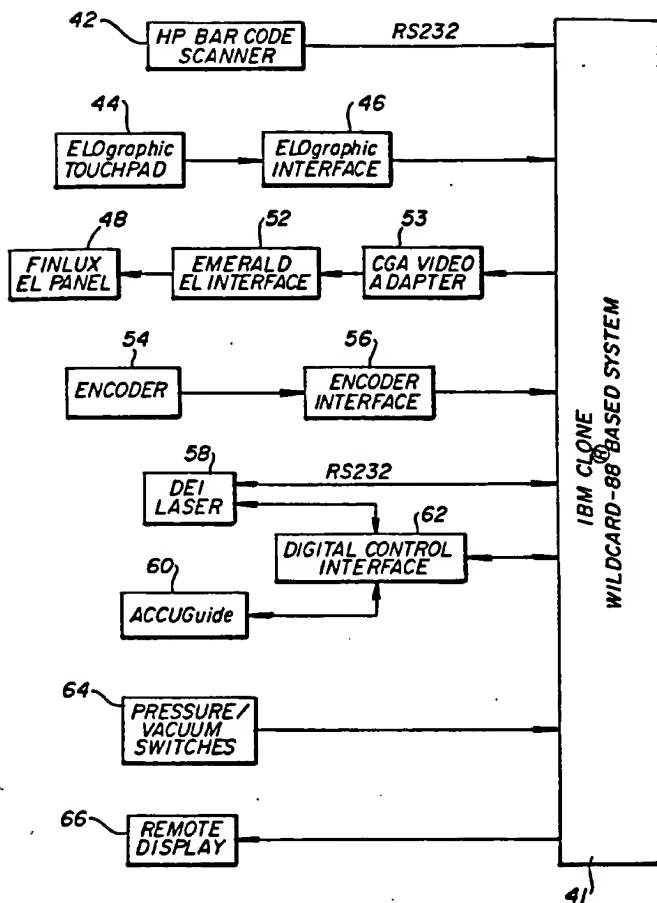 42
HP BAR CODE
SCANNER
RS232
44
46
ELOgraphic
TOUCHPAD
ELOgraphic
INTERFACE
48
52
53
FINLUX
EL PANEL
EMERALD
EL INTERFACE
CGA VIDEO
ADAPTER
54
56
ENCODER
ENCODER
INTERFACE
58
RS232
DEI
LASER
62
DIGITAL CONTROL
INTERFACE
60
ACCUGuide
64
PRESSURE/
VACUUM
SWITCHES
66
REMOTE
DISPLAY
IBM CLONE
WILDCARD-88® BASED SYSTEM
41